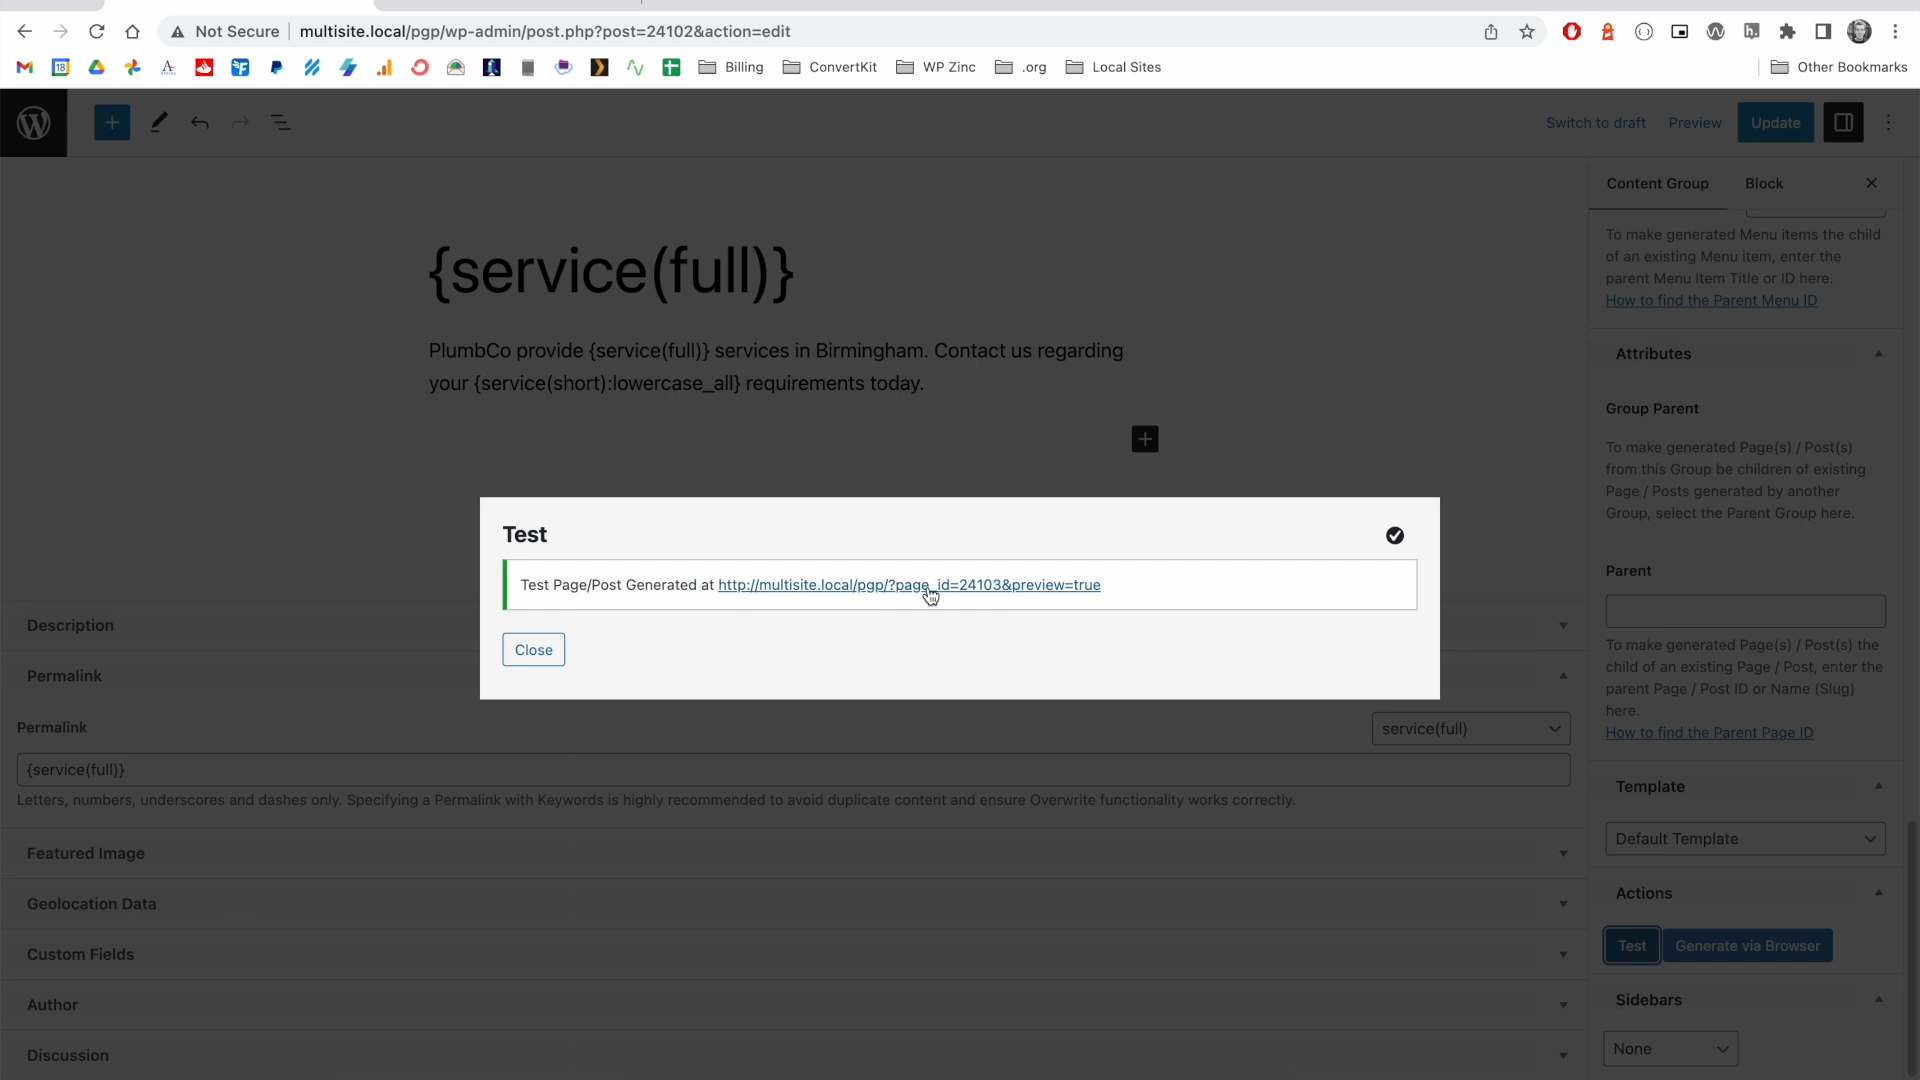 Not Secure
multisite.local/pgp/wp-admin/post.php?post=24102&action=edit
18
Billing
ConvertKit
WP Zinc
.org
Local Sites
Other Bookmarks
Switch to draft
Preview
Update
Content Group
Block
{service(full)}
PlumbCo provide {service(full)} services in Birmingham. Contact us regarding
your {service(short):lowercase_all} requirements today.
To make generated Menu items the child
of an existing Menu item, enter the
parent Menu Item Title or ID here.
How to find the Parent Menu ID
Attributes
Group Parent
To make generated Page(s) / Post(s)
from this Group be children of existing
Page / Posts generated by another
Group, select the Parent Group here.
Parent
To make generated Page(s) / Post(s) the
child of an existing Page / Post, enter the
parent Page / Post ID or Name (Slug)
here.
How to find the Parent Page ID
Template
Default Template
Actions
Test
Generate via Browser
Sidebars
None
Test
Test Page/Post Generated at http://multisite.local/pgp/?page_id=24103&preview=true
Close
Description
Permalink
Permalink
service(full)
{service(full)}
Letters, numbers, underscores and dashes only. Specifying a Permalink with Keywords is highly recommended to avoid duplicate content and ensure Overwrite functionality works correctly.
Featured Image
Geolocation Data
Custom Fields
Author
Discussion